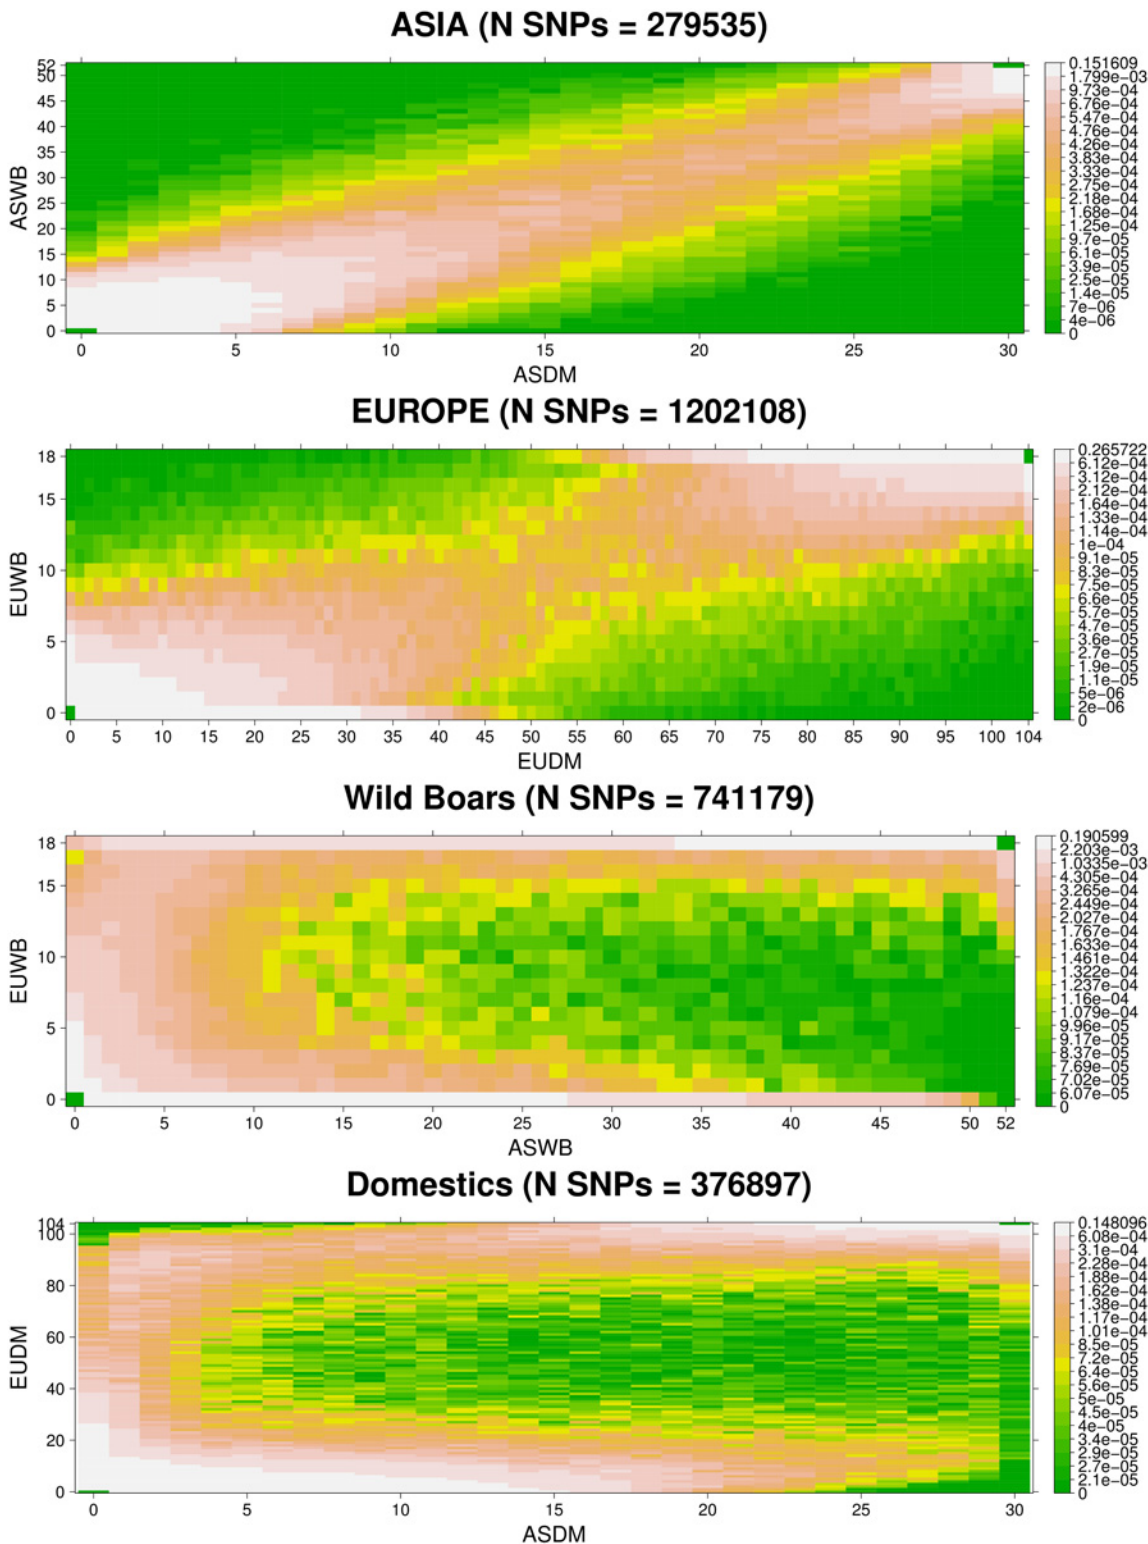 ASIA (N SNPs = 279535)
52
50
45
40
35
30
25
20
15
10
5
0
ASWB
0 5 10 15 20 25 30
ASDM
0.151609
1.799e−03
9.73e−04
6.76e−04
5.47e−04
4.76e−04
4.26e−04
3.83e−04
3.33e−04
2.75e−04
2.18e−04
1.68e−04
1.25e−04
9.7e−05
6.1e−05
3.9e−05
2.5e−05
1.4e−05
7e−06
4e−06
0
EUROPE (N SNPs = 1202108)
18
15
10
5
0
EUWB
0 5 10 15 20 25 30 35 40 45 50 55 60 65 70 75 80 85 90 95 100 104
EUDM
0.265722
6.12e−04
3.12e−04
2.12e−04
1.64e−04
1.33e−04
1.14e−04
1e−04
9.1e−05
8.3e−05
7.5e−05
6.6e−05
5.7e−05
4.5e−05
3.6e−05
2.7e−05
1.9e−05
1.1e−05
5e−06
2e−06
0
Wild Boars (N SNPs = 741179)
18
15
10
5
0
EUWB
0 5 10 15 20 25 30 35 40 45 50 52
ASWB
0.190599
2.203e−03
1.0335e−03
4.305e−04
3.265e−04
2.449e−04
2.027e−04
1.767e−04
1.633e−04
1.461e−04
1.322e−04
1.237e−04
1.16e−04
1.079e−04
9.96e−05
9.17e−05
8.37e−05
7.69e−05
7.02e−05
6.07e−05
0
Domestics (N SNPs = 376897)
104
100
80
60
40
20
0
EUDM
0 5 10 15 20 25 30
ASDM
0.148096
6.08e−04
3.1e−04
2.28e−04
1.88e−04
1.62e−04
1.38e−04
1.17e−04
1.01e−04
8.5e−05
7.2e−05
6.4e−05
5.6e−05
5e−05
4.5e−05
4e−05
3.4e−05
2.9e−05
2.7e−05
2.1e−05
0